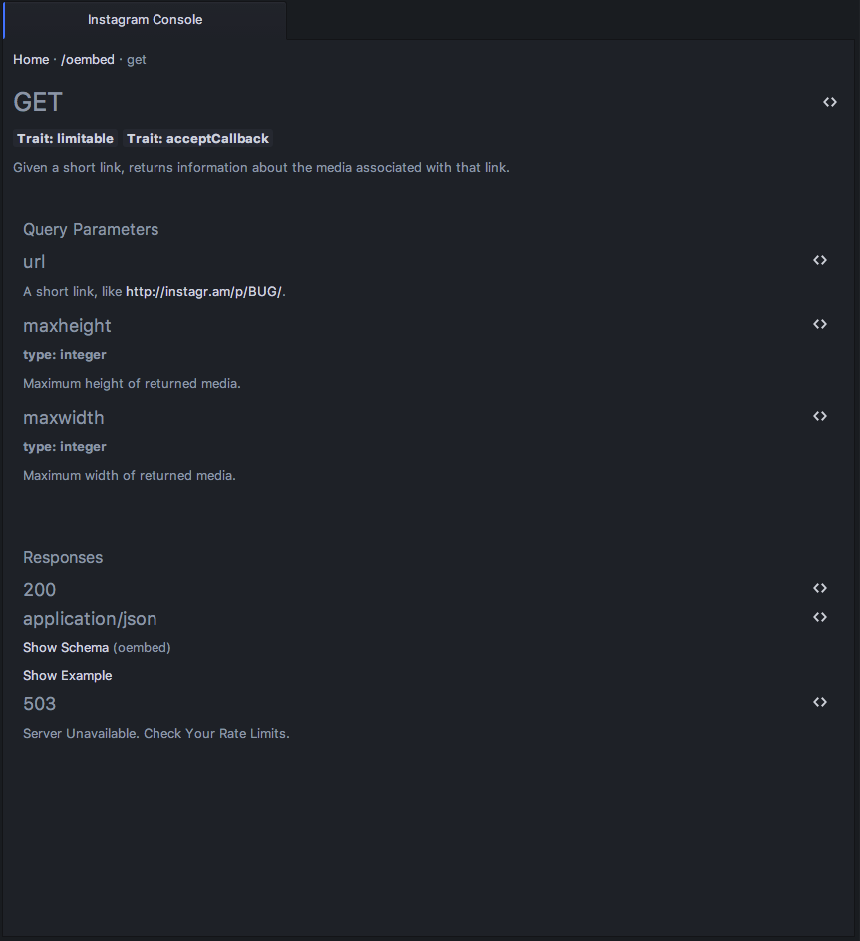 Instagram Console
Home · /oembed · get
GET
Trait: limitable Trait: acceptCallback
Given a short link, returns information about the media associated with that link.
Query Parameters
url
A short link, like http://instagr.am/p/BUG/.
maxheight
type: integer
Maximum height of returned media.
maxwidth
type: integer
Maximum width of returned media.
Responses
200
application/json
Show Schema (oembed)
Show Example
503
Server Unavailable. Check Your Rate Limits.